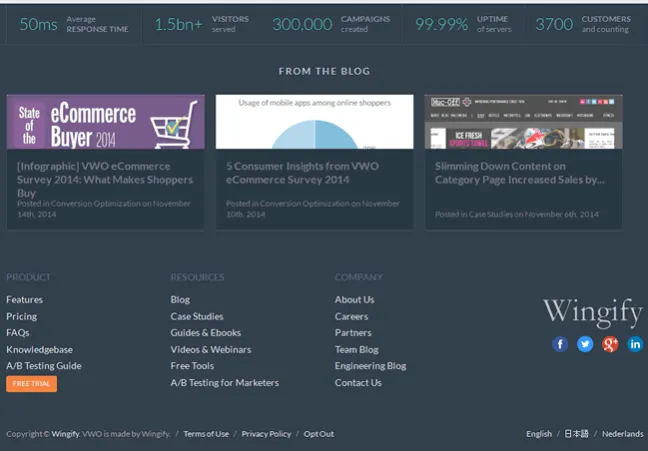 50ms Average RESPONSE TIME
1.5bn+ VISITORS served
300,000 CAMPAIGNS created
99.99% UPTIME of servers
3700 CUSTOMERS and counting
FROM THE BLOG
State of the eCommerce Buyer 2014
Usage of mobile apps among online shoppers
ICE FRESH
[Infographic] VWO eCommerce
Survey 2014: What Makes Shoppers
Buy
Posted in Conversion Optimization on November
14th, 2014
5 Consumer Insights from VWO
eCommerce Survey 2014
Posted in Conversion Optimization on November
10th, 2014
Slimming Down Content on
Category Page Increased Sales by...
Posted in Case Studies on November 6th, 2014
PRODUCT
Features
Pricing
FAQs
Knowledgebase
A/B Testing Guide
FREE TRIAL
RESOURCES
Blog
Case Studies
Guides & Ebooks
Videos & Webinars
Free Tools
A/B Testing for Marketers
COMPANY
About Us
Careers
Partners
Team Blog
Engineering Blog
Contact Us
Wingify
Copyright © Wingify. VWO is made by Wingify. / Terms of Use / Privacy Policy / Opt Out
English / 日本語 / Nederlands